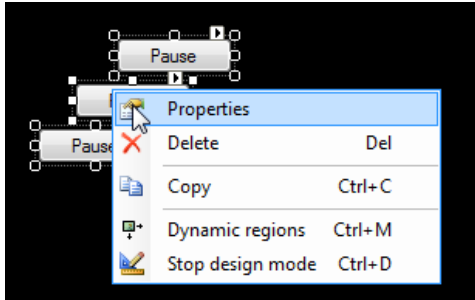 Pause
Properties
Delete Del
Pause
Copy Ctrl+C
Dynamic regions Ctrl+M
Stop design mode Ctrl+D